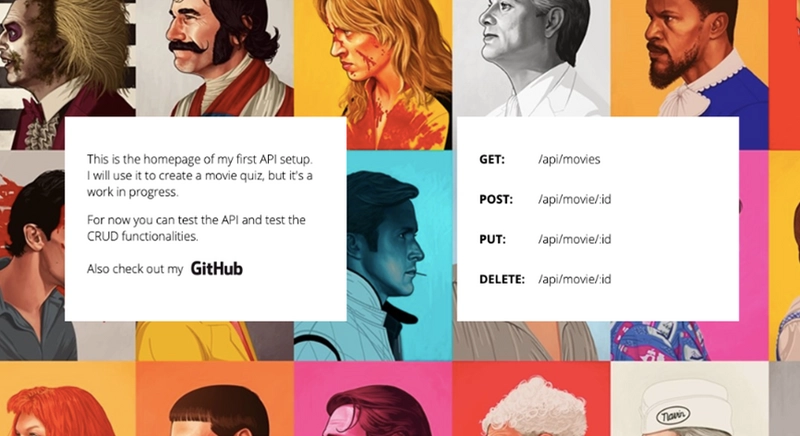 This is the homepage of my first API setup.
I will use it to create a movie quiz, but it's a
work in progress.
For now you can test the API and test the
CRUD functionalities.
Also check out my GitHub
GET: /api/movies
POST: /api/movie/:id
PUT: /api/movie/:id
DELETE: /api/movie/:id
Navin